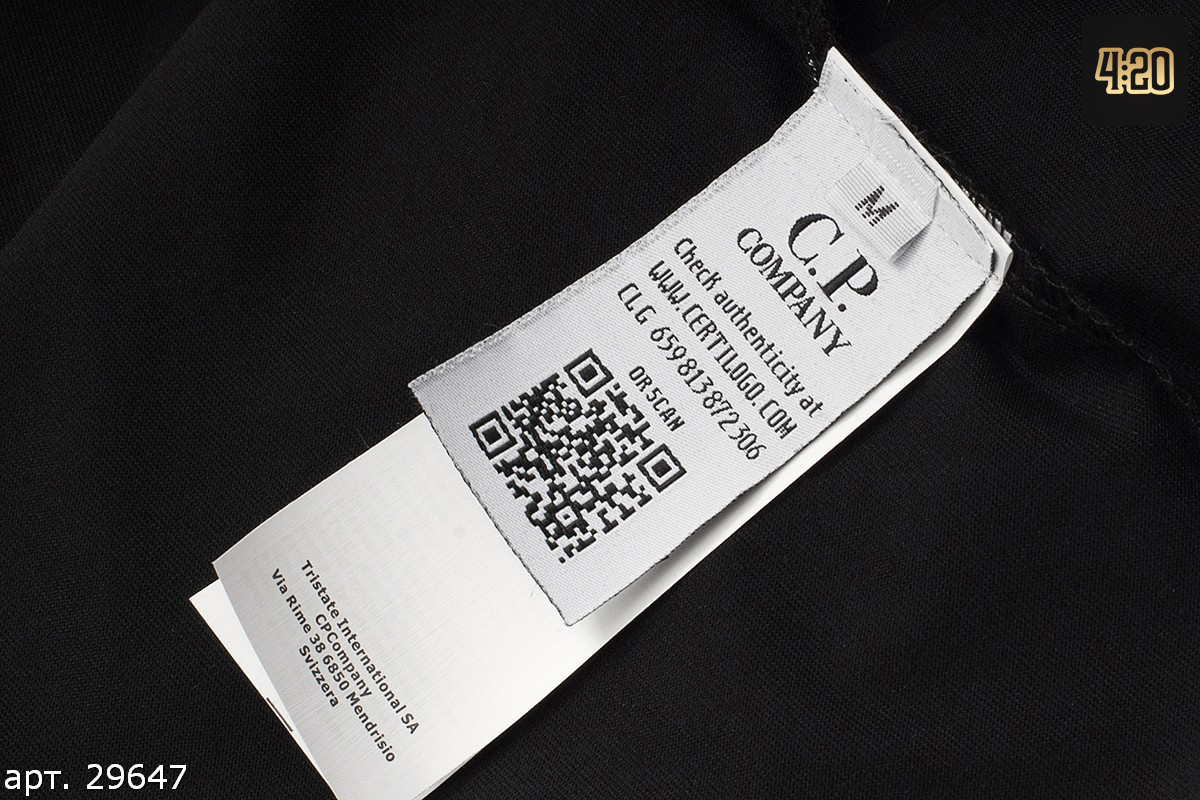 4:20
M
C.P.
COMPANY
Check authenticity at
WWW.CERTILOGO.COM
CLG 659813872306
OR SCAN
Tristate International SA
CPCompany
Via Rime 38 6850 Mendrisio
Svizzera
арт. 29647